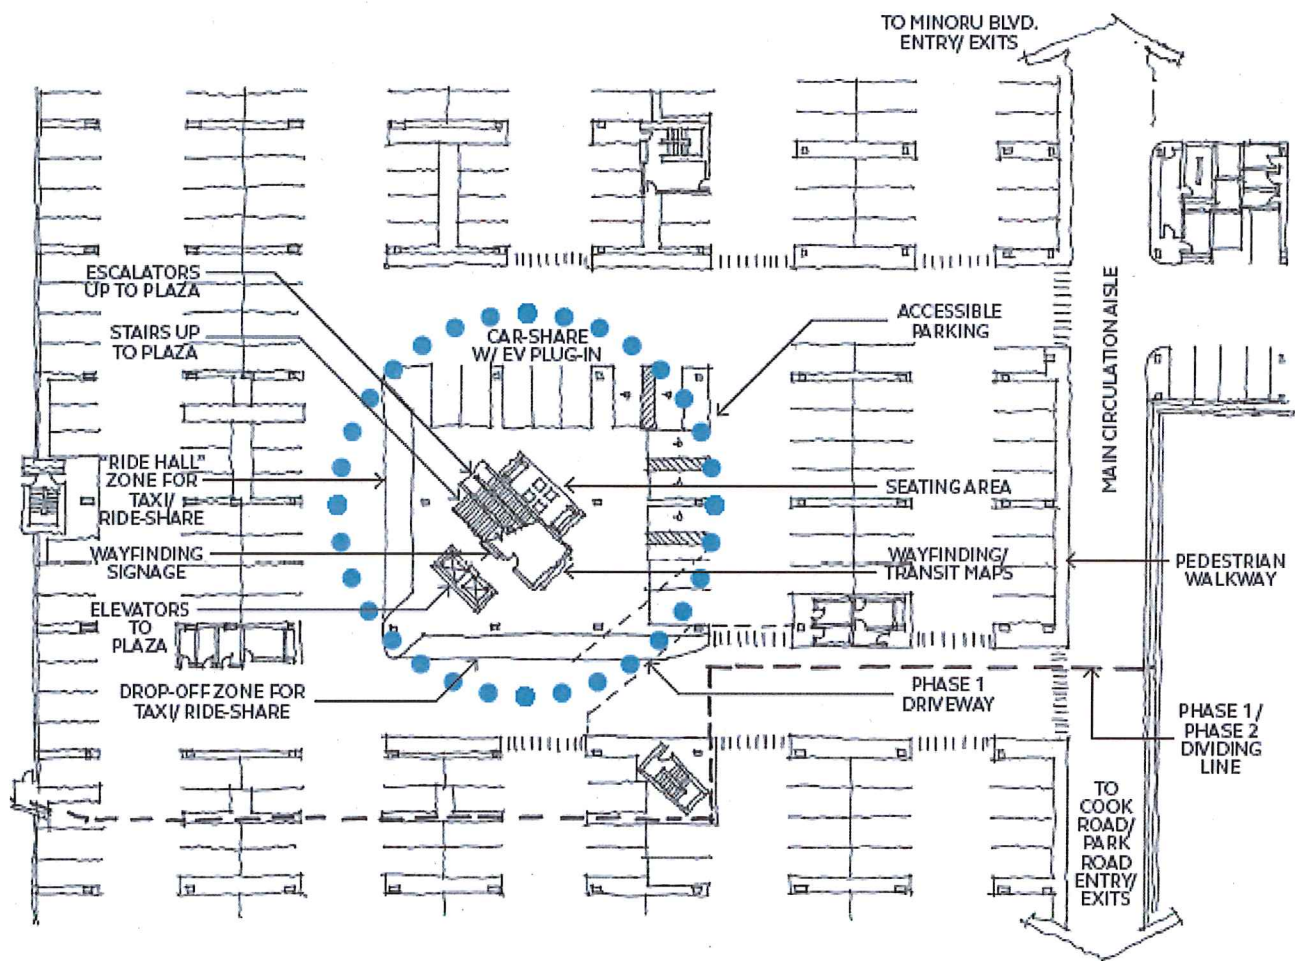 TO MINORU BLVD.
ENTRY/ EXITS
ESCALATORS
UP TO PLAZA
STAIRS UP
TO PLAZA
CAR-SHARE
W/ EV PLUG-IN
ACCESSIBLE
PARKING
MAIN CIRCULATION AISLE
"RIDE HALL"
ZONE FOR
TAXI/
RIDE-SHARE
SEATING AREA
WAYFINDING
SIGNAGE
WAYFINDING/
TRANSIT MAPS
PEDESTRIAN
WALKWAY
ELEVATORS
TO
PLAZA
DROP-OFF ZONE FOR
TAXI/ RIDE-SHARE
PHASE 1
DRIVEWAY
PHASE 1 /
PHASE 2
DIVIDING
LINE
TO
COOK
ROAD/
PARK
ROAD
ENTRY/
EXITS